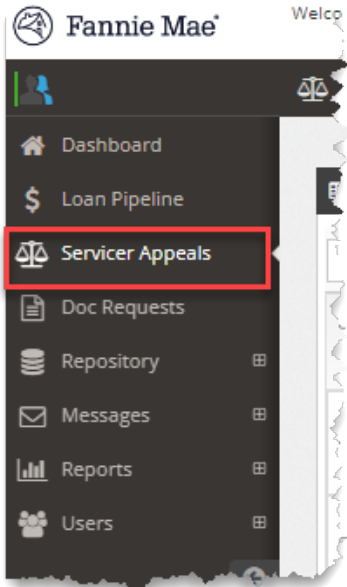 Fannie Mae®
Welco
Dashboard
$ Loan Pipeline
Servicer Appeals
Doc Requests
Repository
Messages
Reports
Users